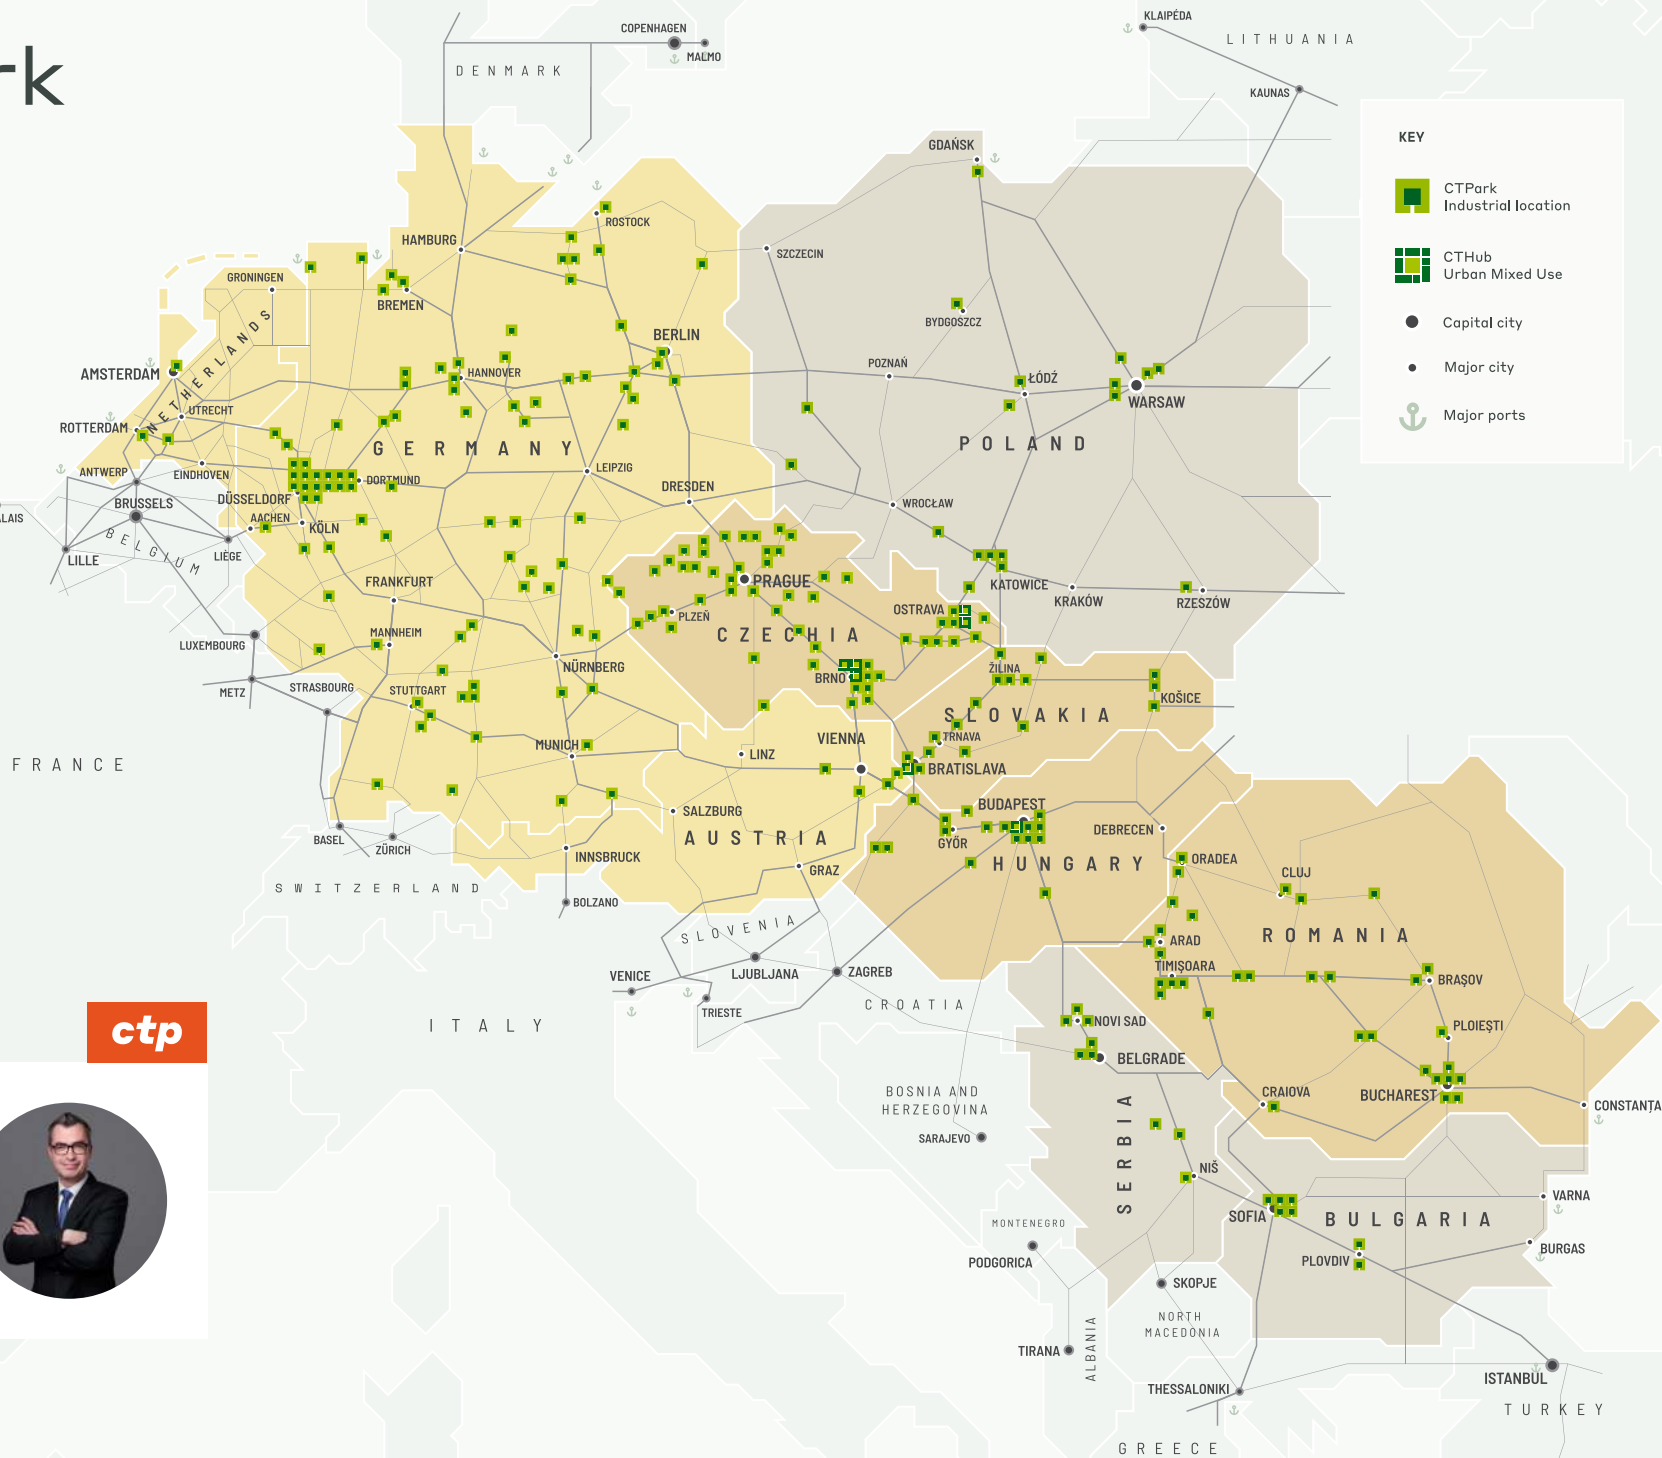 rk
KEY
CTPark
Industrial location
CTHub
Urban Mixed Use
Capital city
Major city
Major ports
COPENHAGEN
MALMO
DENMARK
KLAIPĖDA
LITHUANIA
KAUNAS
GDAŃSK
ROSTOCK
HAMBURG
SZCZECIN
GRONINGEN
BREMEN
BYDGOSZCZ
BERLIN
NETHERLANDS
AMSTERDAM
HANNOVER
POZNAŃ
ŁÓDŹ
WARSAW
UTRECHT
ROTTERDAM
GERMANY
POLAND
ANTWERP
EINDHOVEN
DORTMUND
LEIPZIG
DRESDEN
BRUSSELS
DÜSSELDORF
WROCŁAW
ALAIS
AACHEN
KÖLN
BELGIUM
LIÈGE
LILLE
FRANKFURT
PRAGUE
KATOWICE
KRAKÓW
RZESZÓW
OSTRAVA
PLZEŇ
CZECHIA
MANNHEIM
LUXEMBOURG
NÜRNBERG
ŽILINA
BRNO
METZ
STRASBOURG
STUTTGART
KOŠICE
SLOVAKIA
MUNICH
VIENNA
TRNAVA
LINZ
BRATISLAVA
FRANCE
SALZBURG
BUDAPEST
AUSTRIA
DEBRECEN
BASEL
ZÜRICH
GYÖR
INNSBRUCK
HUNGARY
ORADEA
GRAZ
CLUJ
SWITZERLAND
BOLZANO
SLOVENIA
ROMANIA
ARAD
TIMIȘOARA
VENICE
LJUBLJANA
ZAGREB
BRAȘOV
TRIESTE
CROATIA
ITALY
NOVI SAD
PLOIEȘTI
ctp
BELGRADE
BOSNIA AND
HERZEGOVINA
CRAIOVA
BUCHAREST
CONSTANȚA
SARAJEVO
SERBIA
NIŠ
VARNA
MONTENEGRO
SOFIA
BULGARIA
PODGORICA
PLOVDIV
BURGAS
SKOPJE
NORTH
MACEDONIA
TIRANA
ALBANIA
ISTANBUL
THESSALONIKI
TURKEY
GREECE